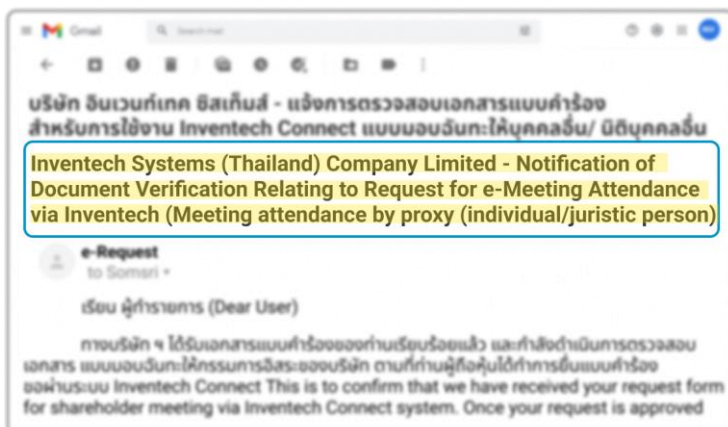 Gmail
Search mail
บริษัท อินเวนท์เทค ซิสเท็มส์ - แจ้งการตรวจสอบเอกสารแบบคำร้อง
สำหรับการใช้งาน Inventech Connect แบบมอบฉันทะให้บุคคลอื่น/ นิติบุคคลอื่น
Inventech Systems (Thailand) Company Limited - Notification of
Document Verification Relating to Request for e-Meeting Attendance
via Inventech (Meeting attendance by proxy (individual/juristic person)
e-Request
to Somsri
เรียน ผู้ทำรายการ (Dear User)
ทางบริษัท ฯ ได้รับเอกสารแบบคำร้องของท่านเรียบร้อยแล้ว และกำลังดำเนินการตรวจสอบ
เอกสาร แบบมอบฉันทะให้กรรมการอิสระของบริษัท ตามที่ท่านผู้ถือหุ้นได้ทำการยื่นแบบคำร้อง
ขอผ่านระบบ Inventech Connect This is to confirm that we have received your request form
for shareholder meeting via Inventech Connect system. Once your request is approved